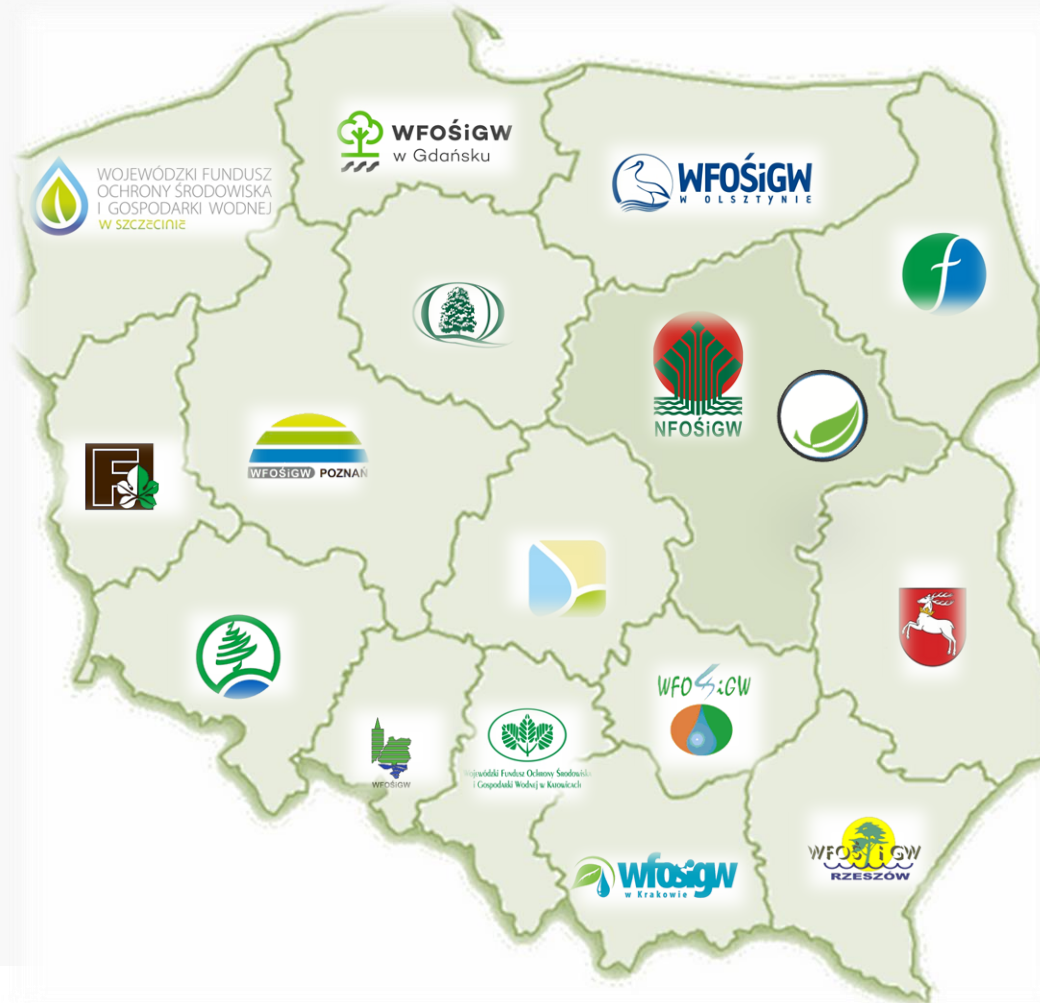 WFOŚiGW
w Gdańsku
WOJEWÓDZKI FUNDUSZ
OCHRONY ŚRODOWISKA
I GOSPODARKI WODNEJ
W SZCZECINIE
WFOŚiGW
W OLSZTYNIE
f
NFOŚiGW
WFOŚiGW POZNAŃ
F
WFOŚiGW
WFOŚiGW
Wojewódzki Fundusz Ochrony Środowiska
i Gospodarki Wodnej w Katowicach
wfośigw
w Krakowie
WFOŚiGW
RZESZÓW